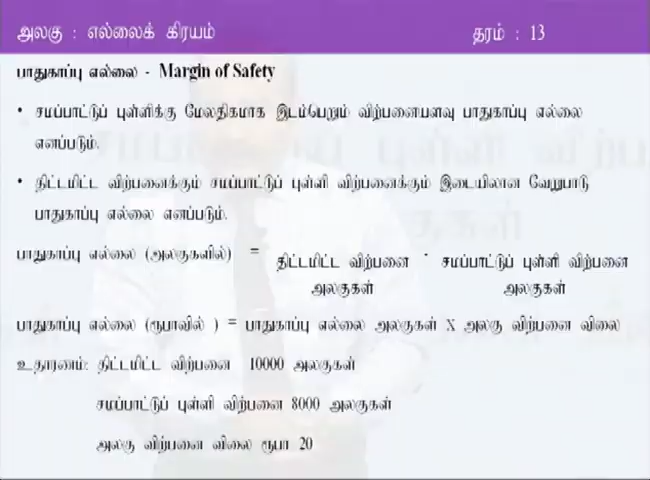 அலகு : எல்லைக் கிரயம் தரம் : 13
பாதுகாப்பு எல்லை - Margin of Safety
• சமப்பாட்டுப் புள்ளிக்கு மேலதிகமாக இடம்பெறும் விற்பனையளவு பாதுகாப்பு எல்லை
எனப்படும்.
• திட்டமிட்ட விற்பனைக்கும் சமப்பாட்டுப் புள்ளி விற்பனைக்கும் இடையிலான வேறுபாடு
பாதுகாப்பு எல்லை எனப்படும்.
பாதுகாப்பு எல்லை (அலகுகளில்) = திட்டமிட்ட விற்பனை - சமப்பாட்டுப் புள்ளி விற்பனை
அலகுகள் அலகுகள்
பாதுகாப்பு எல்லை (ரூபாவில் ) = பாதுகாப்பு எல்லை அலகுகள் X அலகு விற்பனை விலை
உதாரணம்: திட்டமிட்ட விற்பனை 10000 அலகுகள்
சமப்பாட்டுப் புள்ளி விற்பனை 8000 அலகுகள்
அலகு விற்பனை விலை ரூபா 20